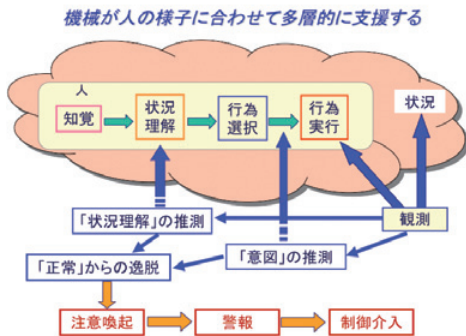 機械が人の様子に合わせて多層的に支援する
人
知覚
状況
理解
行為
選択
行為
実行
状況
観測
「状況理解」の推測
「意図」の推測
「正常」からの逸脱
注意喚起
警報
制御介入